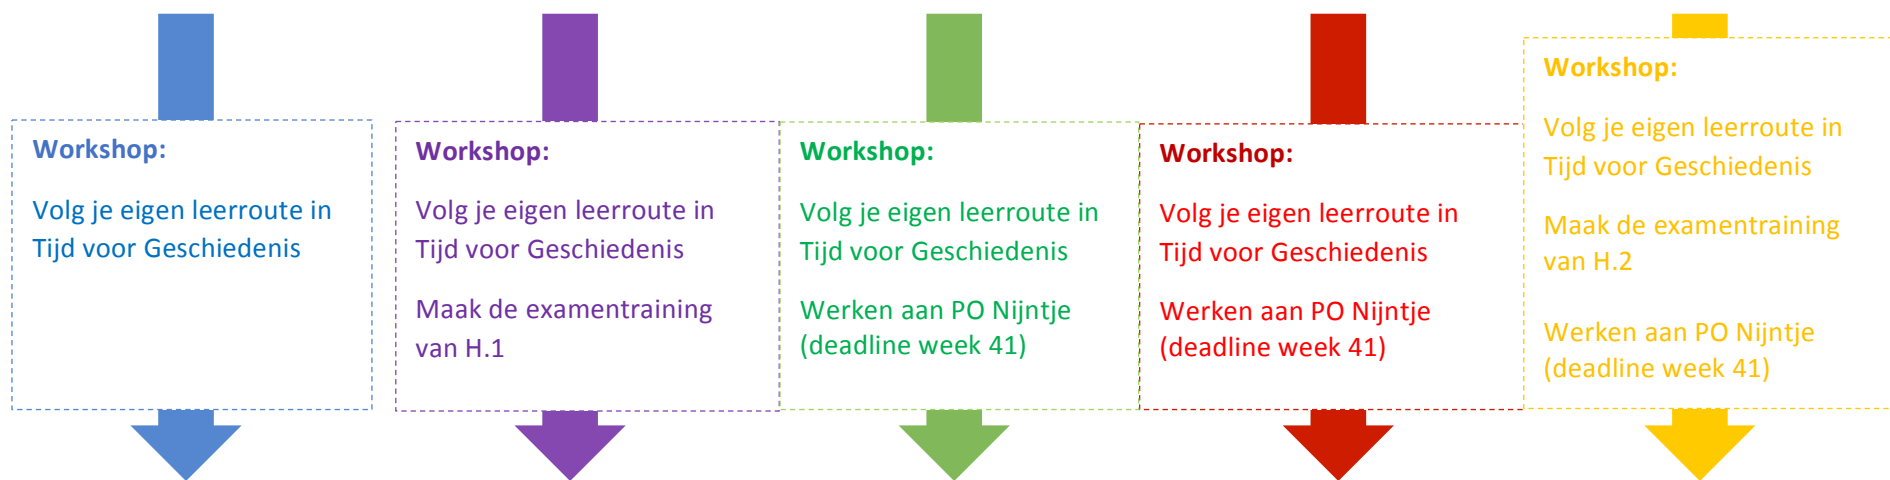 Workshop:
Volg je eigen leerroute in
Tijd voor Geschiedenis
Workshop:
Volg je eigen leerroute in
Tijd voor Geschiedenis
Maak de examentraining
van H.1
Workshop:
Volg je eigen leerroute in
Tijd voor Geschiedenis
Werken aan PO Nijntje
(deadline week 41)
Workshop:
Volg je eigen leerroute in
Tijd voor Geschiedenis
Werken aan PO Nijntje
(deadline week 41)
Workshop:
Volg je eigen leerroute in
Tijd voor Geschiedenis
Maak de examentraining
van H.2
Werken aan PO Nijntje
(deadline week 41)